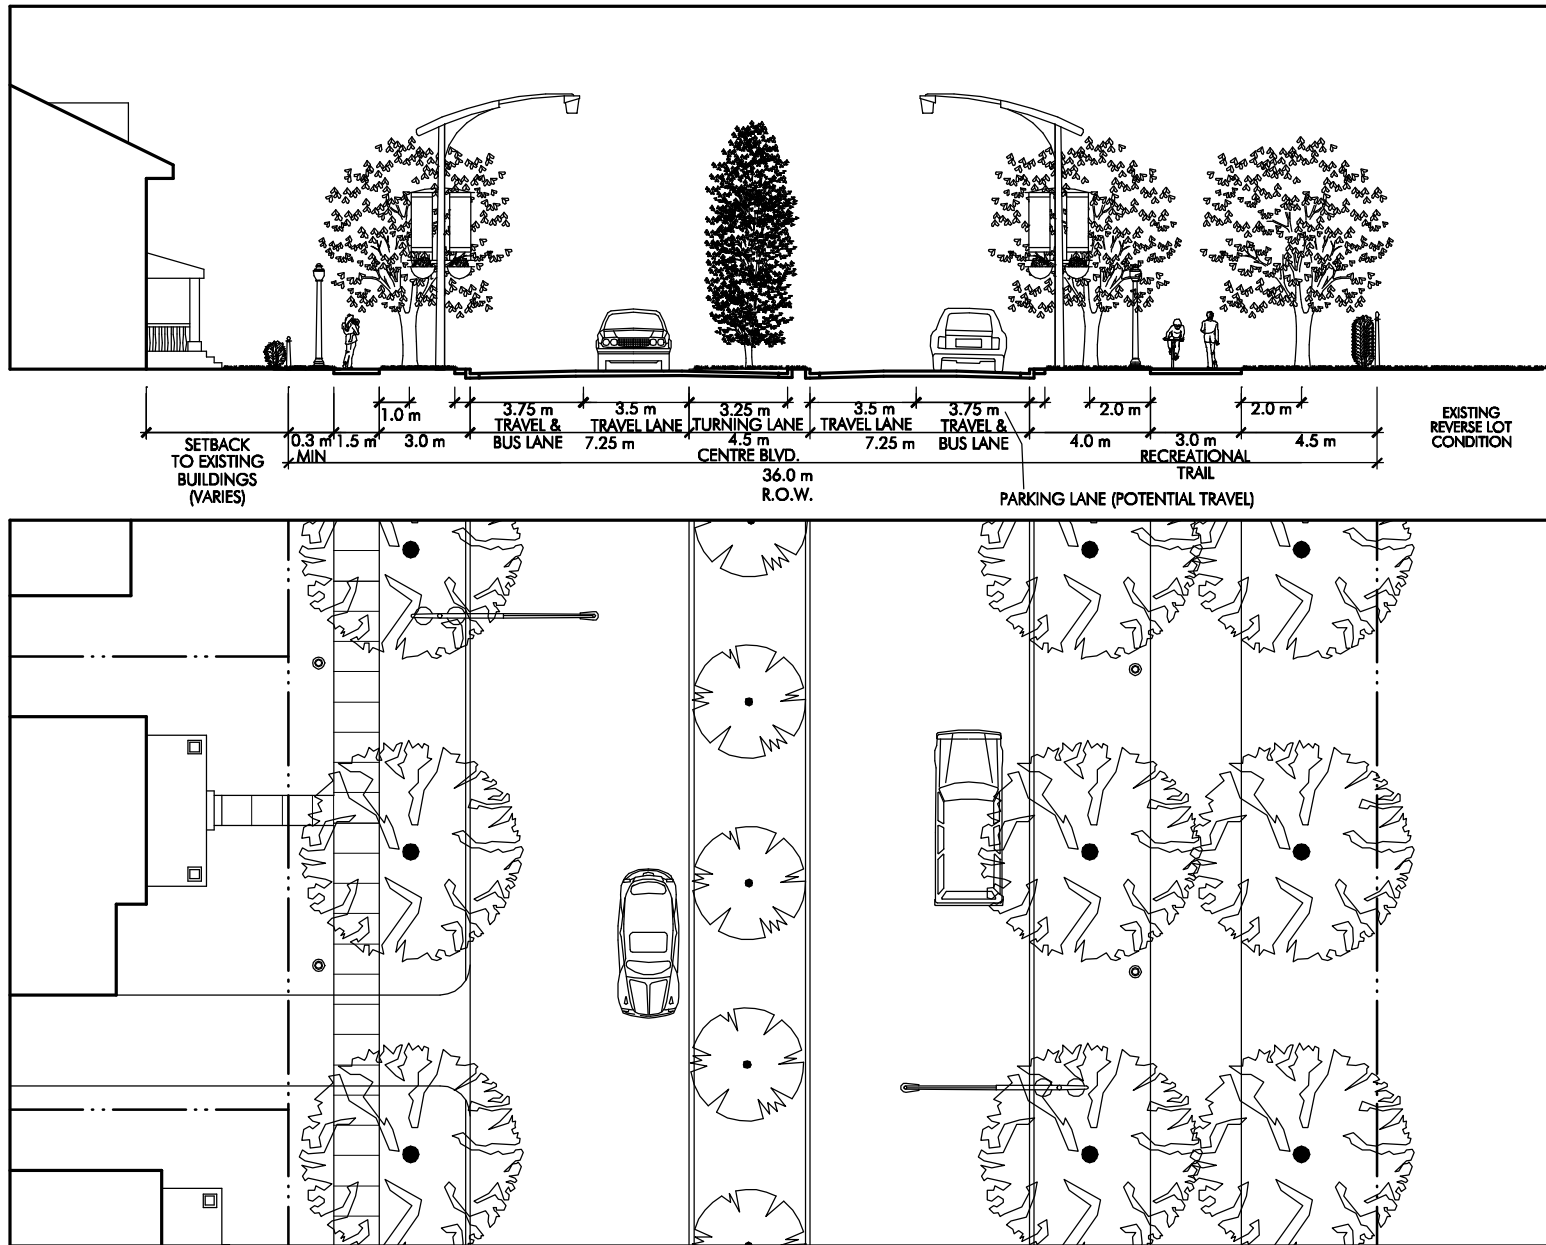 1.0 m
3.75 m
TRAVEL &
BUS LANE
3.5 m
TRAVEL LANE
3.25 m
TURNING LANE
3.5 m
TRAVEL LANE
3.75 m
TRAVEL &
BUS LANE
2.0 m
2.0 m
EXISTING
REVERSE LOT
CONDITION
SETBACK
TO EXISTING
BUILDINGS
(VARIES)
0.3 m
MIN
1.5 m
3.0 m
7.25 m
4.5 m
CENTRE BLVD.
7.25 m
4.0 m
3.0 m
RECREATIONAL
TRAIL
4.5 m
36.0 m
R.O.W.
PARKING LANE (POTENTIAL TRAVEL)